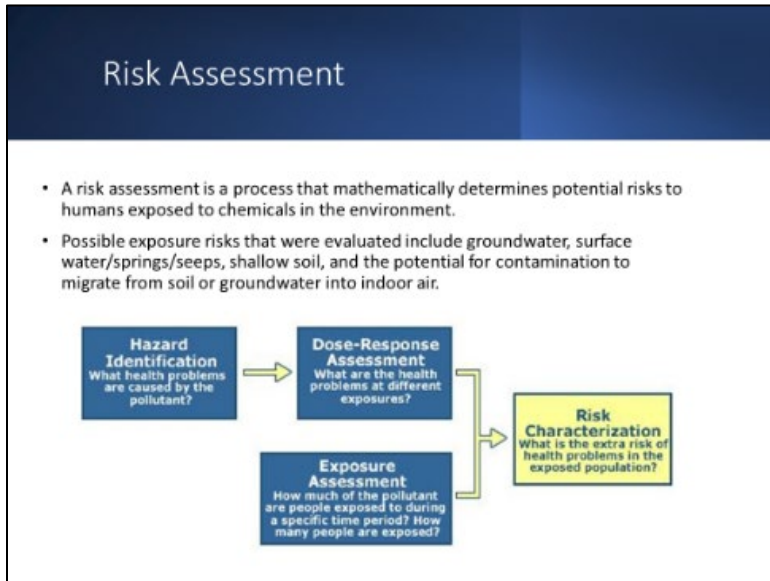 Risk Assessment
• A risk assessment is a process that mathematically determines potential risks to
humans exposed to chemicals in the environment.
• Possible exposure risks that were evaluated include groundwater, surface
water/springs/seeps, shallow soil, and the potential for contamination to
migrate from soil or groundwater into indoor air.
Hazard
Identification
What health problems
are caused by the
pollutant?
Dose-Response
Assessment
What are the health
problems at different
exposures?
Exposure
Assessment
How much of the pollutant
are people exposed to during
a specific time period? How
many people are exposed?
Risk
Characterization
What is the extra risk of
health problems in the
exposed population?